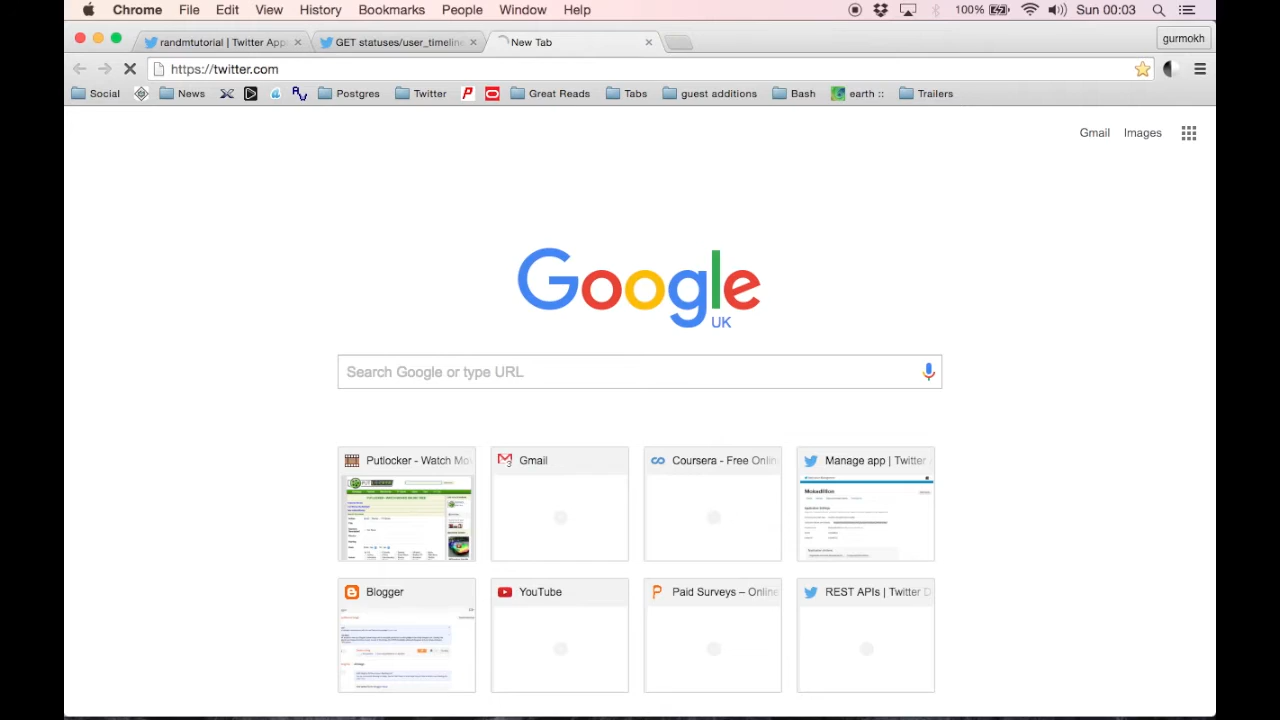 Chrome File Edit View History Bookmarks People Window Help 100% Sun 00:03
randmtutorial | Twitter Apps GET statuses/user_timeline New Tab gurmokh
https://twitter.com
Social News Postgres Twitter Great Reads Tabs guest additions Bash earth :: Trailers
Gmail Images
Google
UK
Search Google or type URL
Putlocker - Watch Mo Gmail Coursera - Free Onlin Manage app | Twitter
Blogger YouTube Paid Surveys – Online REST APIs | Twitter D